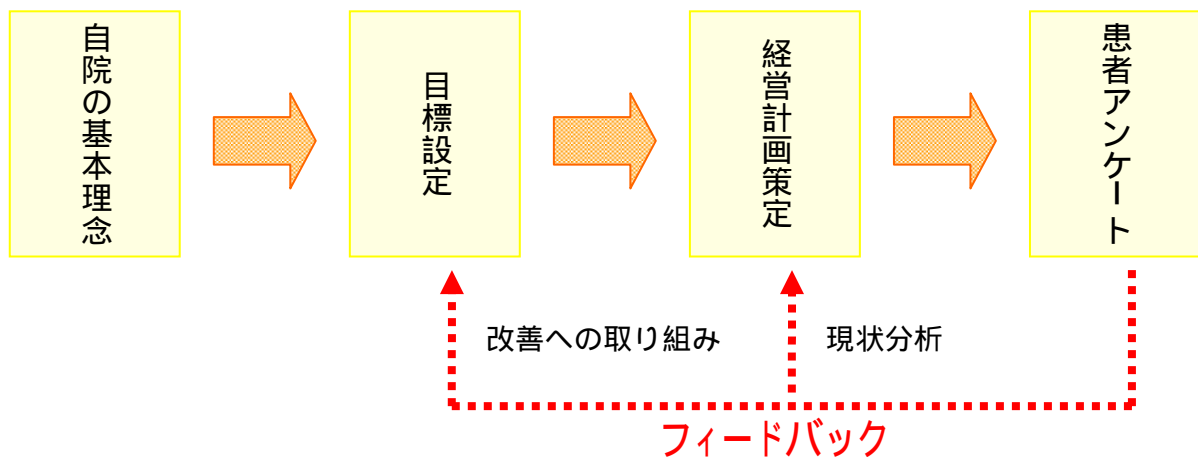 自院の基本理念
目標設定
経営計画策定
患者アンケート
改善への取り組み
現状分析
フィードバック